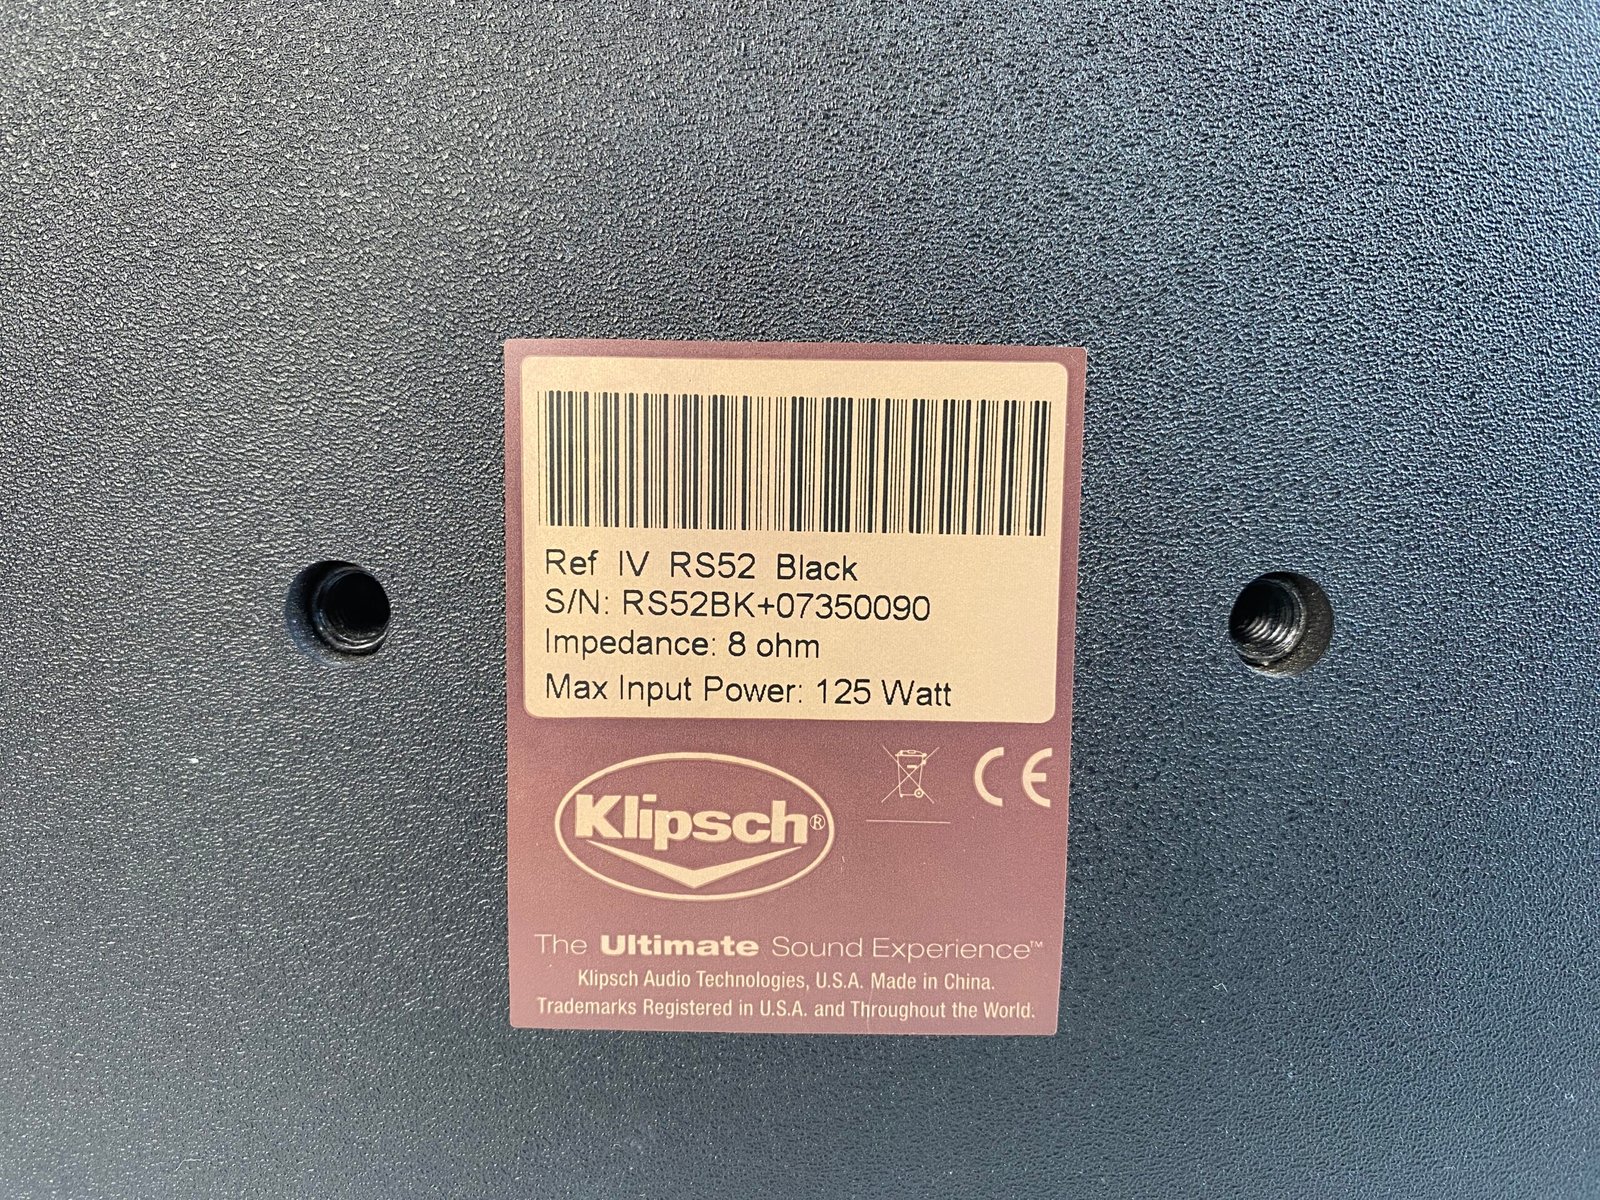 Ref IV RS52 Black
S/N: RS52BK+07350090
Impedance: 8 ohm
Max Input Power: 125 Watt
Klipsch®
CE
The Ultimate Sound Experience™
Klipsch Audio Technologies, U.S.A. Made in China.
Trademarks Registered in U.S.A. and Throughout the World.